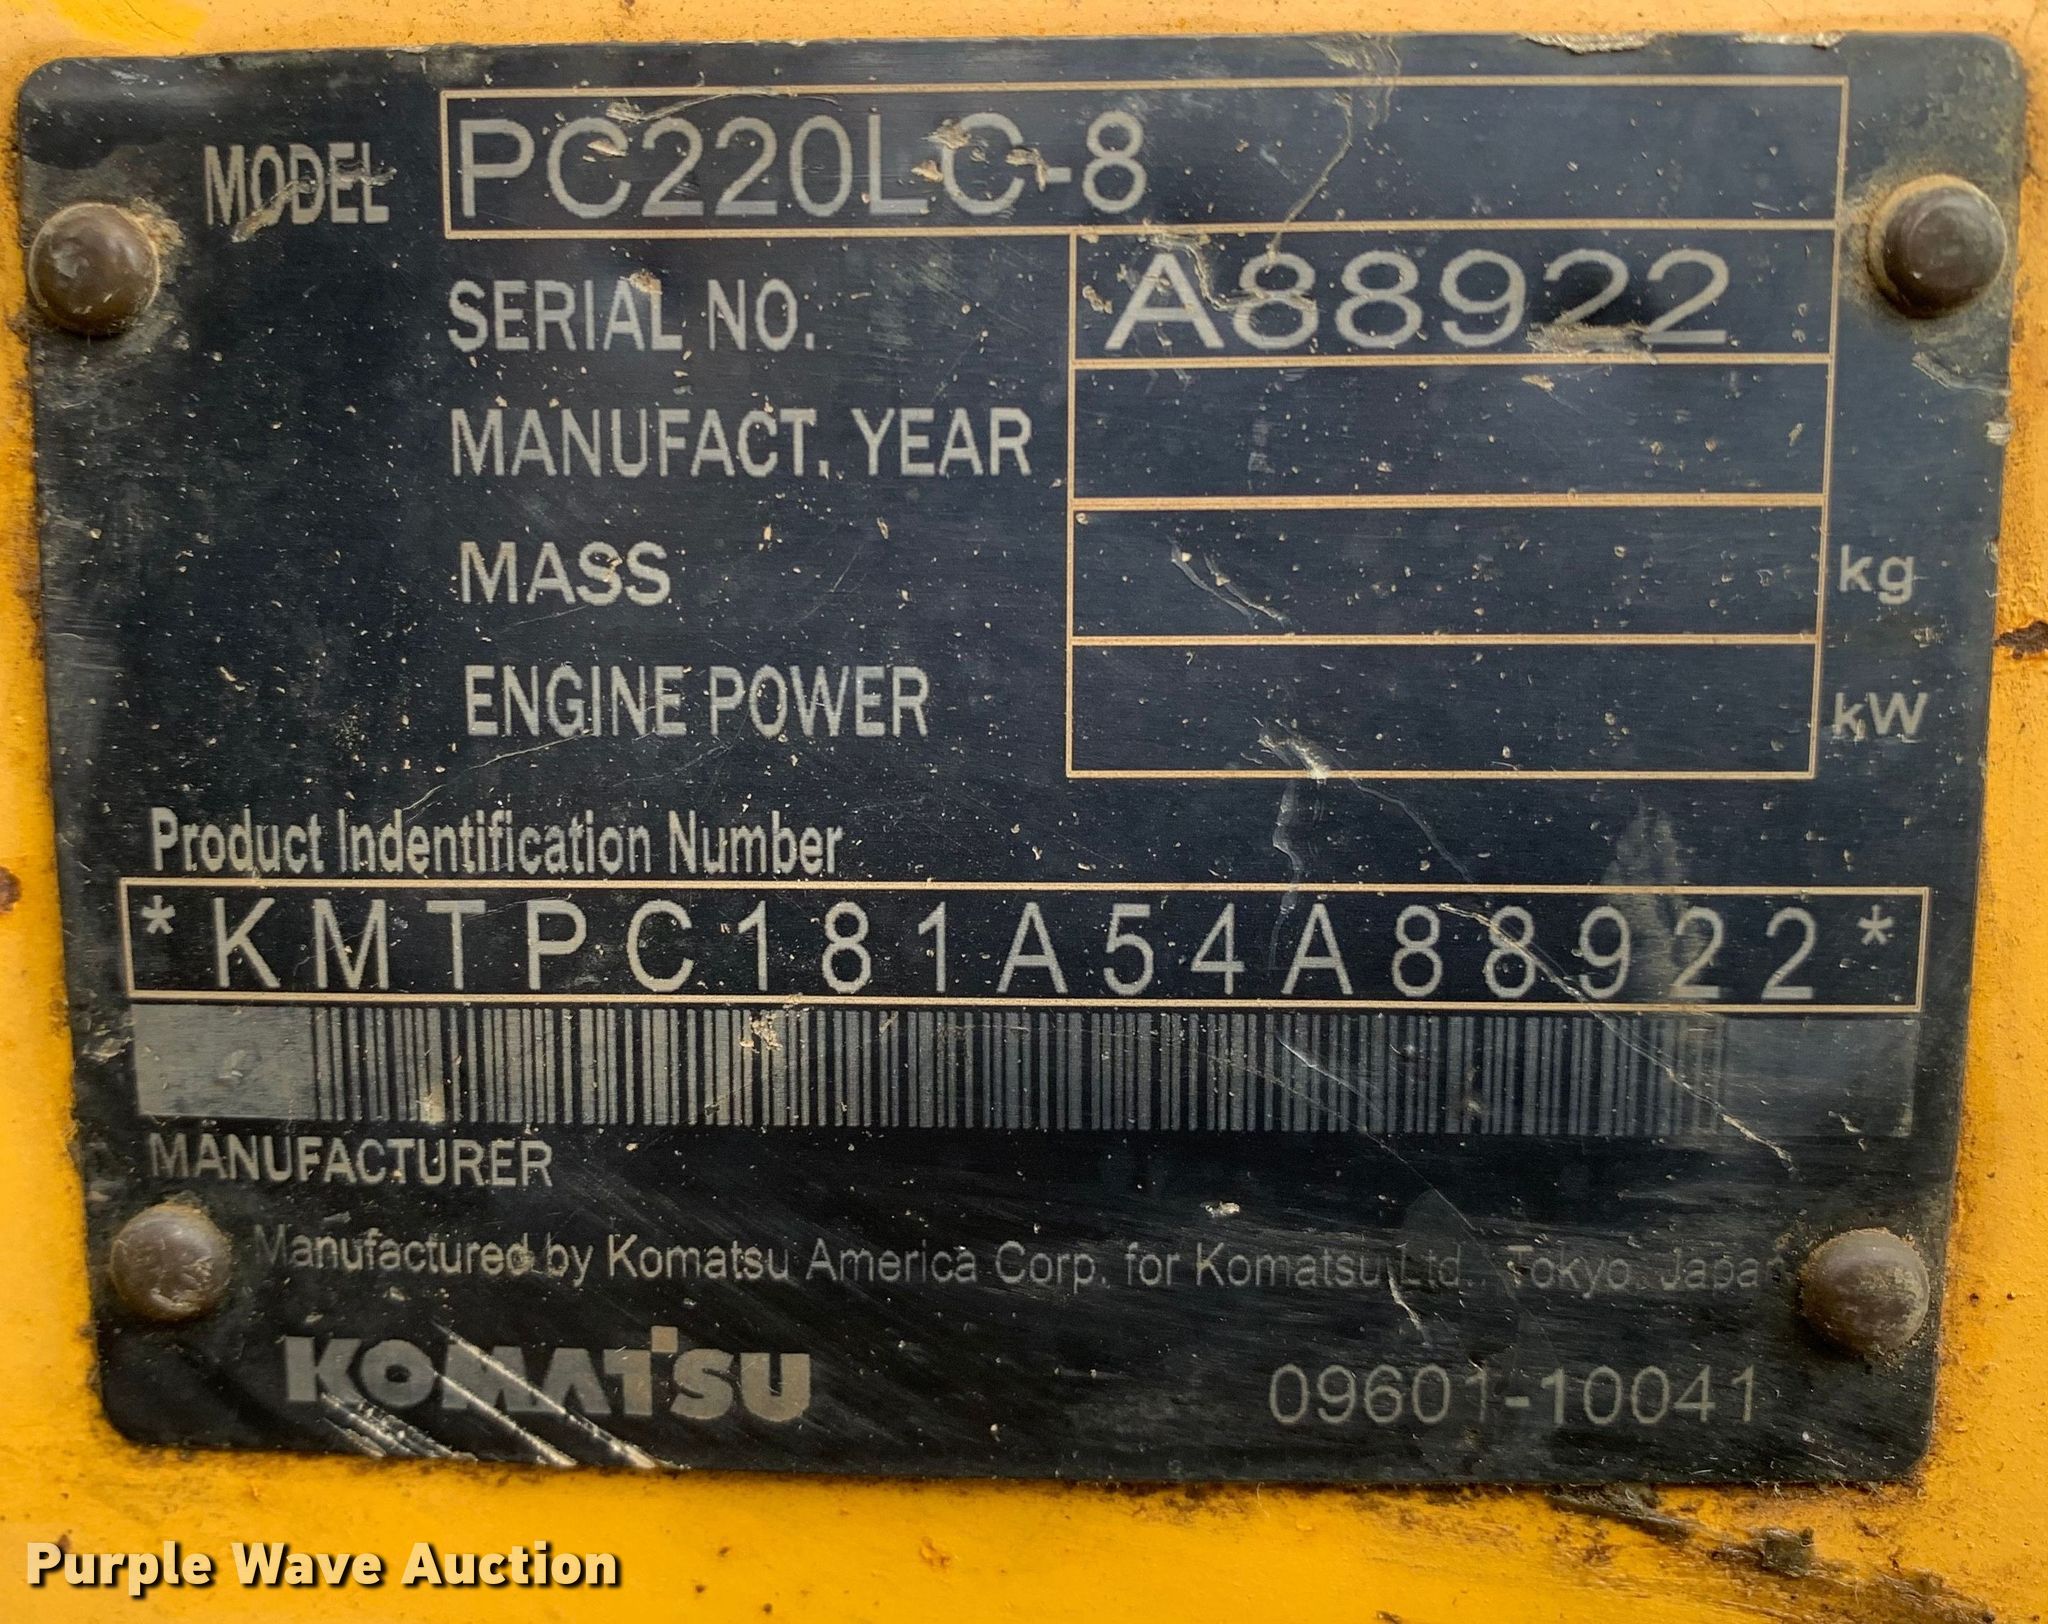 MODEL PC220LC-8
SERIAL NO. A88922
MANUFACT. YEAR
MASS kg
ENGINE POWER kW
Product Indentification Number
*KMTPC181A54A88922*
MANUFACTURER
Manufactured by Komatsu America Corp. for Komatsu Ltd., Tokyo, Japan
KOMATSU 09601-10041
Purple Wave Auction